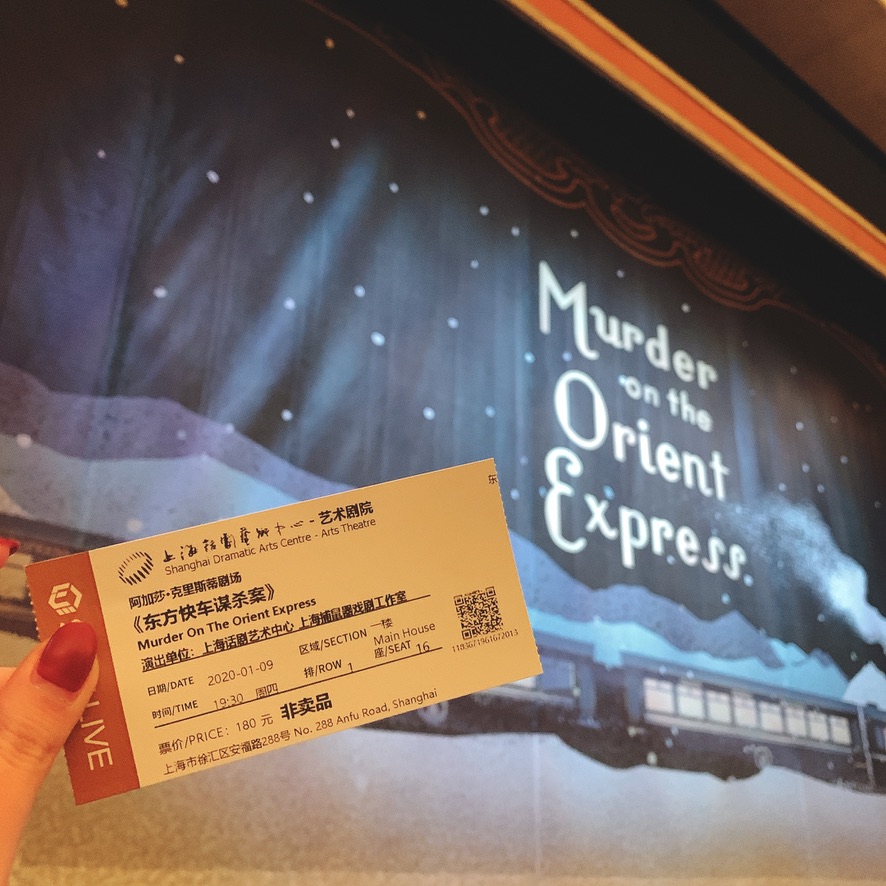 Murder
on the
Orient
Express
东
上海话剧艺术中心-艺术剧院
Shanghai Dramatic Arts Centre - Arts Theatre
阿加莎·克里斯蒂剧场
《东方快车谋杀案》
Murder On The Orient Express
演出单位：上海话剧艺术中心 上海捕鼠器戏剧工作室
日期/DATE 2020-01-09 区域/SECTION 一楼
Main House
时间/TIME 19:30 周四 排/ROW 1 座/SEAT 16
票价/PRICE：180 元 非卖品
上海市徐汇区安福路288号 No. 288 Anfu Road, Shanghai
LIVE